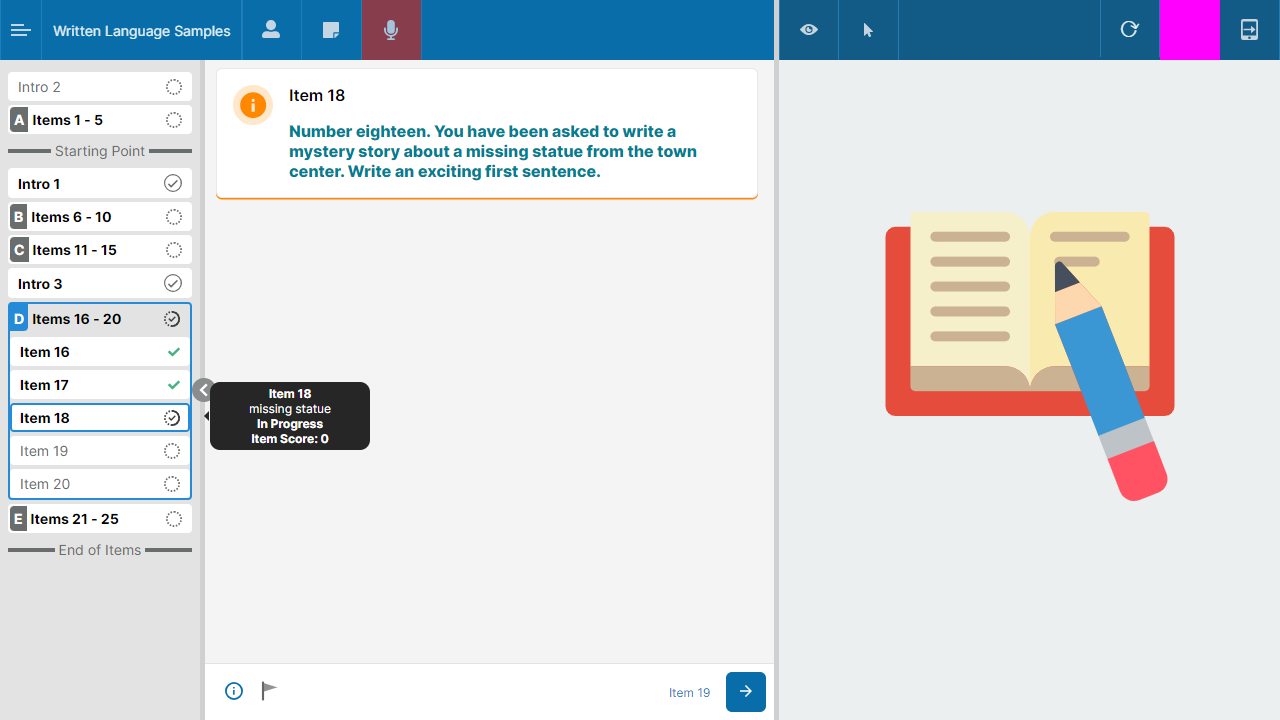 Written Language Samples
Intro 2
A Items 1 - 5
Starting Point
Intro 1
B Items 6 - 10
C Items 11 - 15
Intro 3
D Items 16 - 20
Item 16
Item 17
Item 18
Item 19
Item 20
E Items 21 - 25
End of Items
Item 18
Number eighteen. You have been asked to write a
mystery story about a missing statue from the town
center. Write an exciting first sentence.
Item 18
missing statue
In Progress
Item Score: 0
Item 19